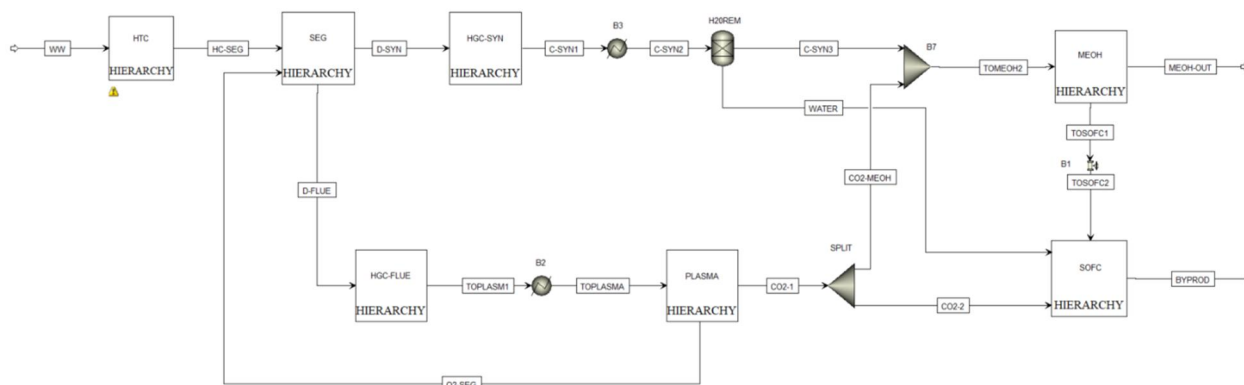 WW
HTC
HIERARCHY
HC-SEG
SEG
HIERARCHY
D-SYN
HGC-SYN
HIERARCHY
C-SYN1
B3
C-SYN2
H20REM
C-SYN3
B7
TOMEOH2
MEOH
HIERARCHY
MEOH-OUT
WATER
TOSOFC1
B1
TOSOFC2
D-FLUE
CO2-MEOH
HGC-FLUE
HIERARCHY
TOPLASM1
B2
TOPLASMA
PLASMA
HIERARCHY
CO2-1
SPLIT
CO2-2
SOFC
HIERARCHY
BYPROD
O2-SEG